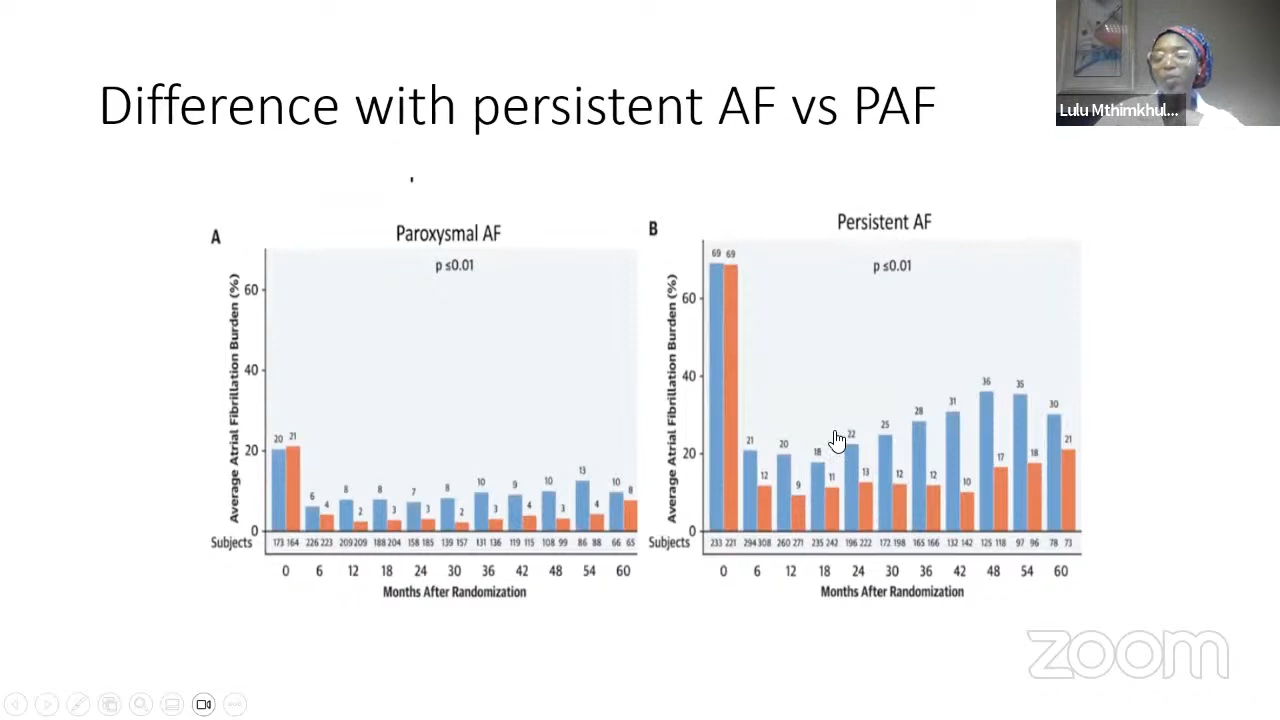 Difference with persistent AF vs PAF
Lulu Mthimkhul...
A
Paroxysmal AF
p ≤0.01
Average Atrial Fibrillation Burden (%)
60
40
20
0
20 21
6 4
8 2
8 3
7 3
8 2
10 3
9 4
10 3
13 4
10 8
Subjects 173 164 226 223 209 209 188 204 158 185 139 157 131 136 119 115 108 99 86 88 66 65
0 6 12 18 24 30 36 42 48 54 60
Months After Randomization
B
Persistent AF
p ≤0.01
Average Atrial Fibrillation Burden (%)
60
40
20
0
69 69
21 12
20 9
18 11
22 13
25 12
28 12
31 10
36 17
35 18
30 21
Subjects 233 221 294 308 260 271 235 242 196 222 172 198 165 166 132 142 125 118 97 96 78 73
0 6 12 18 24 30 36 42 48 54 60
Months After Randomization
zoom